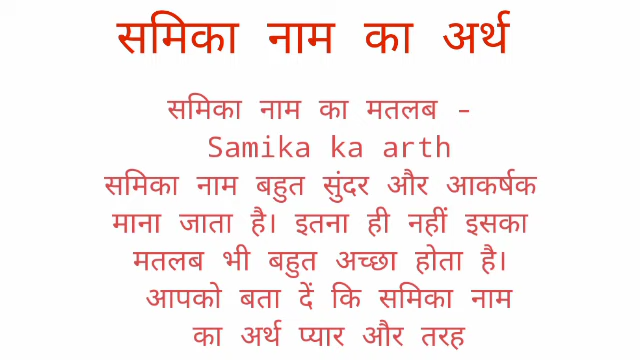 समिका नाम का अर्थ
समिका नाम का मतलब -
Samika ka arth
समिका नाम बहुत सुंदर और आकर्षक
माना जाता है। इतना ही नहीं इसका
मतलब भी बहुत अच्छा होता है।
आपको बता दें कि समिका नाम
का अर्थ प्यार और तरह